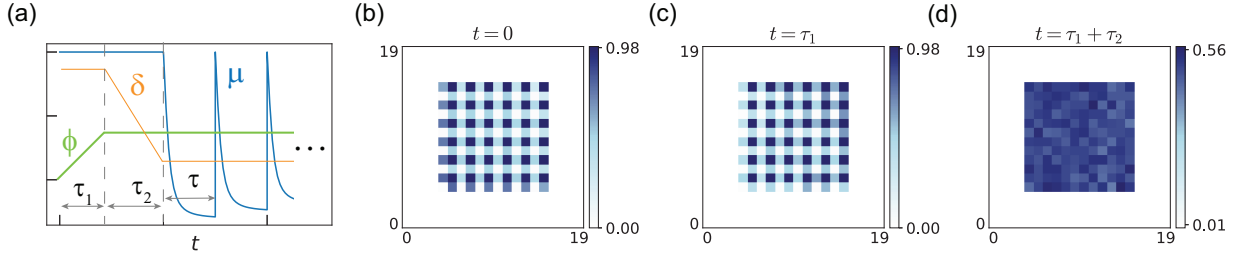 (a)
δ
μ
ϕ
τ₁
τ₂
τ
...
t
(b)
t = 0
19
0
0
19
0.98
0.00
(c)
t = τ₁
19
0
0
19
0.98
0.00
(d)
t = τ₁ + τ₂
19
0
0
19
0.56
0.01